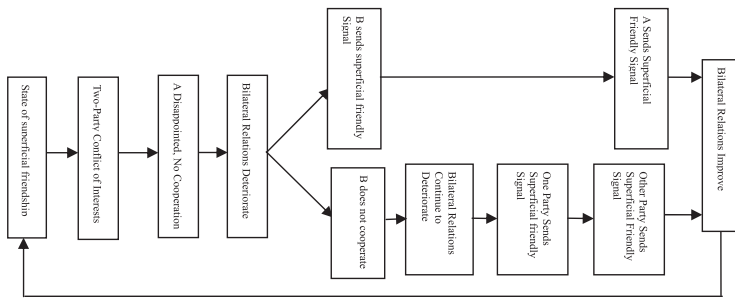 State of superficial friendship
Two-Party Conflict of Interests
A Disappointed, No Cooperation
Bilateral Relations Deteriorate
B sends superficial friendly
Signal
A Sends Superficial
Friendly Signal
B does not cooperate
Bilateral Relations
Continue to
Deteriorate
One Party Sends
Superficial friendly
Signal
Other Party Sends
Superficial Friendly
Signal
Bilateral Relations Improve